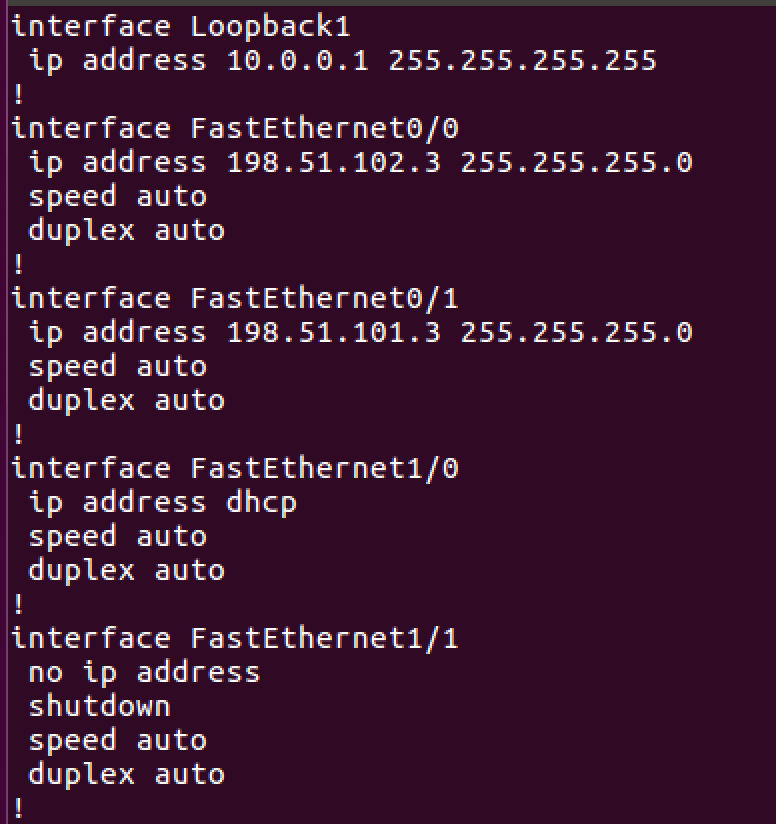 interface Loopback1
 ip address 10.0.0.1 255.255.255.255
!
interface FastEthernet0/0
 ip address 198.51.102.3 255.255.255.0
 speed auto
 duplex auto
!
interface FastEthernet0/1
 ip address 198.51.101.3 255.255.255.0
 speed auto
 duplex auto
!
interface FastEthernet1/0
 ip address dhcp
 speed auto
 duplex auto
!
interface FastEthernet1/1
 no ip address
 shutdown
 speed auto
 duplex auto
!